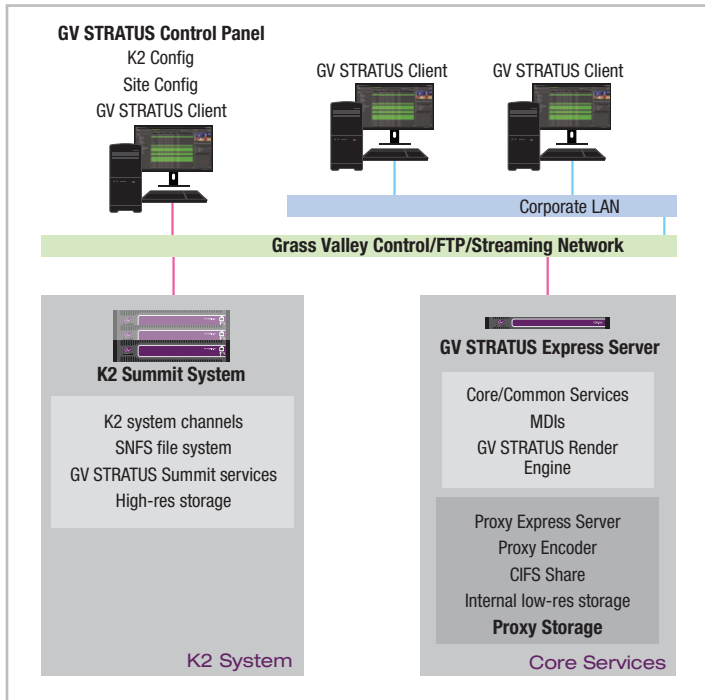 GV STRATUS Control Panel
K2 Config
Site Config
GV STRATUS Client
GV STRATUS Client
GV STRATUS Client
Corporate LAN
Grass Valley Control/FTP/Streaming Network
K2 Summit System
K2 system channels
SNFS file system
GV STRATUS Summit services
High-res storage
K2 System
GV STRATUS Express Server
Core/Common Services
MDIs
GV STRATUS Render
Engine
Proxy Express Server
Proxy Encoder
CIFS Share
Internal low-res storage
Proxy Storage
Core Services